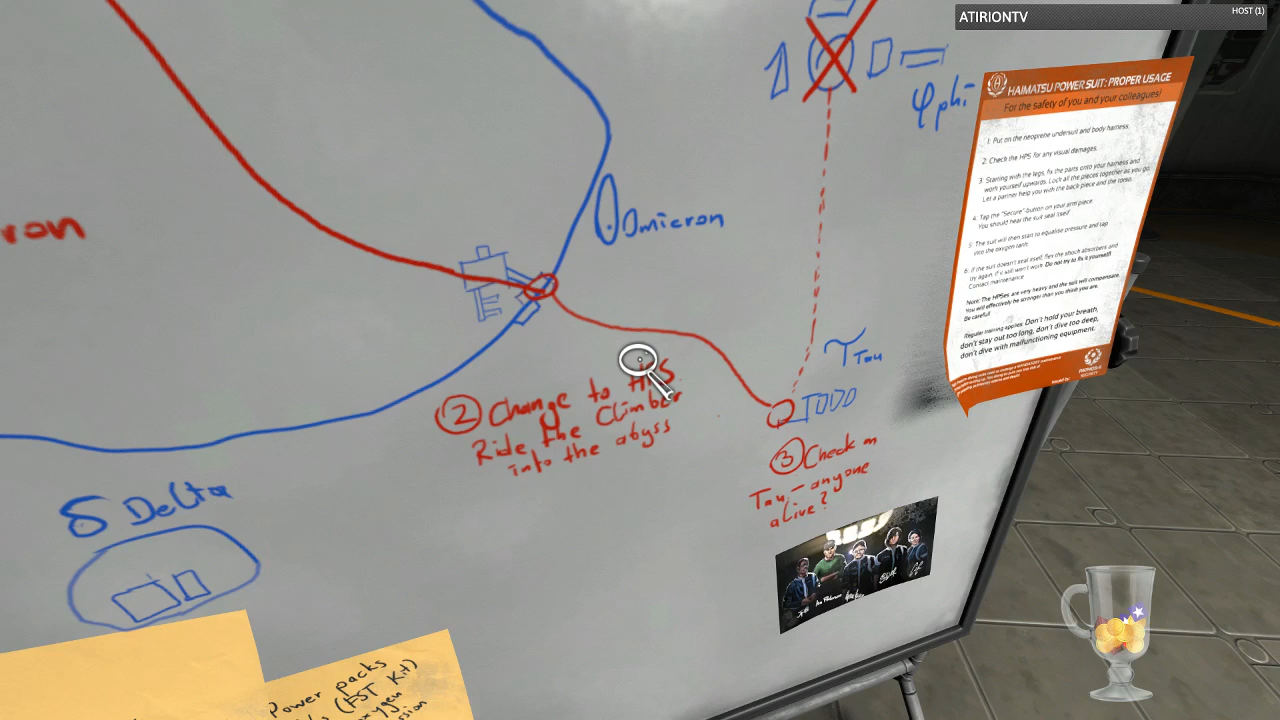 ATIRIONTV
HOST (1)
φ phi
HAIMATSU POWER SUIT: PROPER USAGE
For the safety of you and your colleagues!
1: Put on the neoprene undersuit and body harness.
2: Check the HPS for any visual damages.
3: Starting with the legs, fix the parts onto your harness and
work yourself upwards. Lock all the pieces together as you go.
Let a partner help you with the back piece and the torso.
4: Tap the "Secure"-button on your arm piece.
You should hear the suit seal itself
5: The suit will then start to equalise pressure and tap
into the oxygen tank.
6: If the suit doesn't seal itself, flex the shock absorbers and
try again. If it still won't work: Do not try to fix it yourself!
Contact maintenance
Note: The HPSes are very heavy and the suit will compensate.
You will effectively be stronger than you think you are.
Be careful!
Regular training applies: Don't hold your breath,
don't stay out too long, don't dive too deep,
don't dive with malfunctioning equipment.
ron
Omicron
Τ Tau
TODO
② Change to HPS
Ride the Climber
into the abyss
③ Check on
Tau - anyone
alive?
δ Delta
Power packs
(FST Kit)